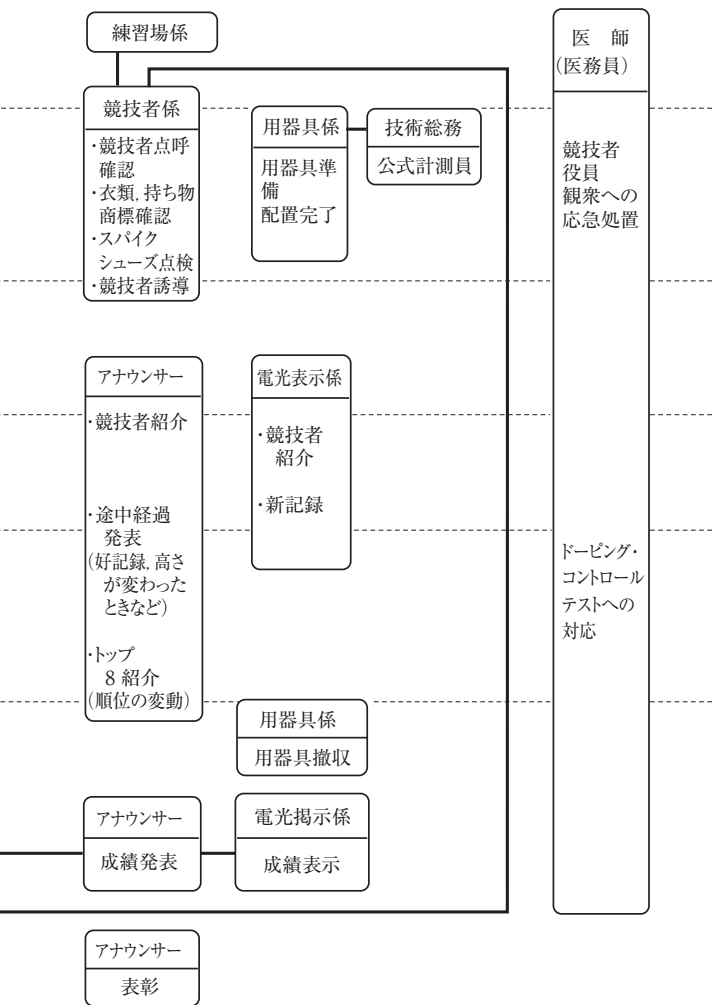 練習場係
競技者係
・競技者点呼
確認
・衣類, 持ち物
商標確認
・スパイク
シューズ点検
・競技者誘導
用器具係
用器具準
備
配置完了
技術総務
公式計測員
医　師
(医務員)
競技者
役員
観衆への
応急処置
ドーピング・
コントロール
テストへの
対応
アナウンサー
・競技者紹介
・途中経過
発表
(好記録, 高さ
が変わった
ときなど)
・トップ
8 紹介
(順位の変動)
電光表示係
・競技者
紹介
・新記録
用器具係
用器具撤収
アナウンサー
成績発表
電光掲示係
成績表示
アナウンサー
表彰